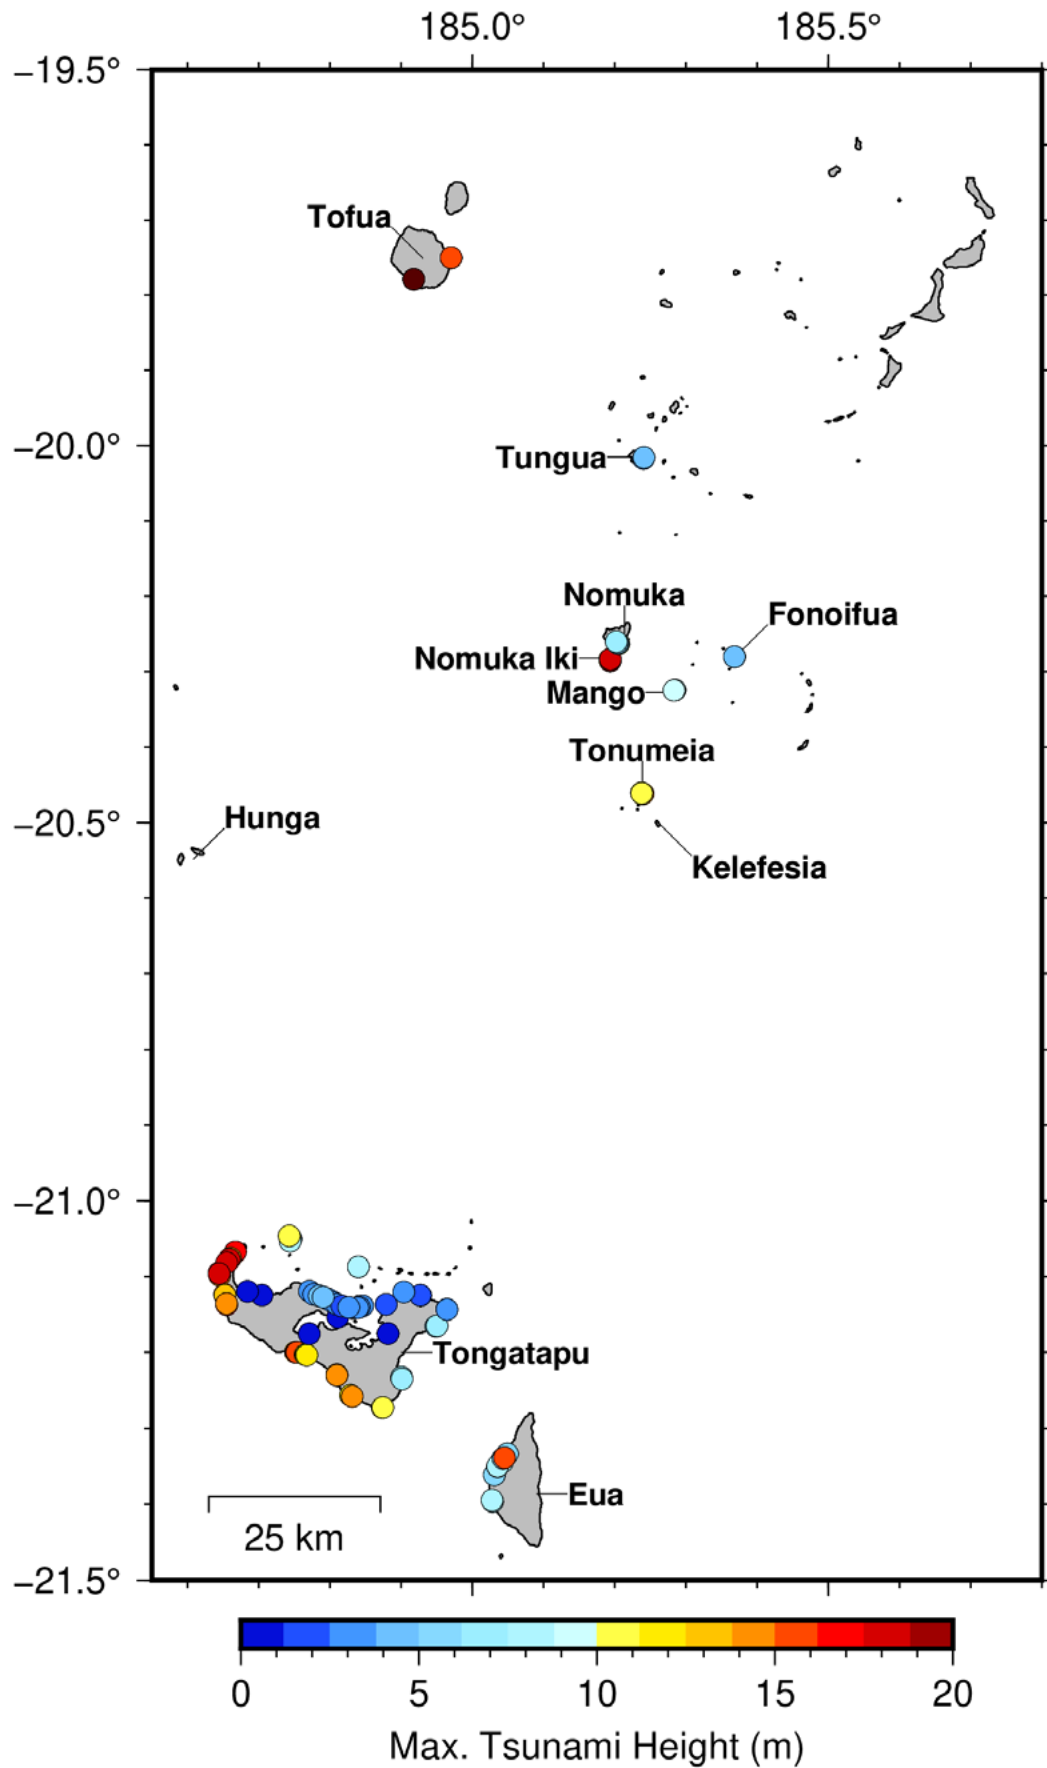 185.0° 185.5°
−19.5°
Tofua
−20.0°
Tungua
Nomuka
Fonoifua
Nomuka Iki
Mango
Tonumeia
−20.5°
Hunga
Kelefesia
−21.0°
Tongatapu
Eua
25 km
−21.5°
0 5 10 15 20
Max. Tsunami Height (m)